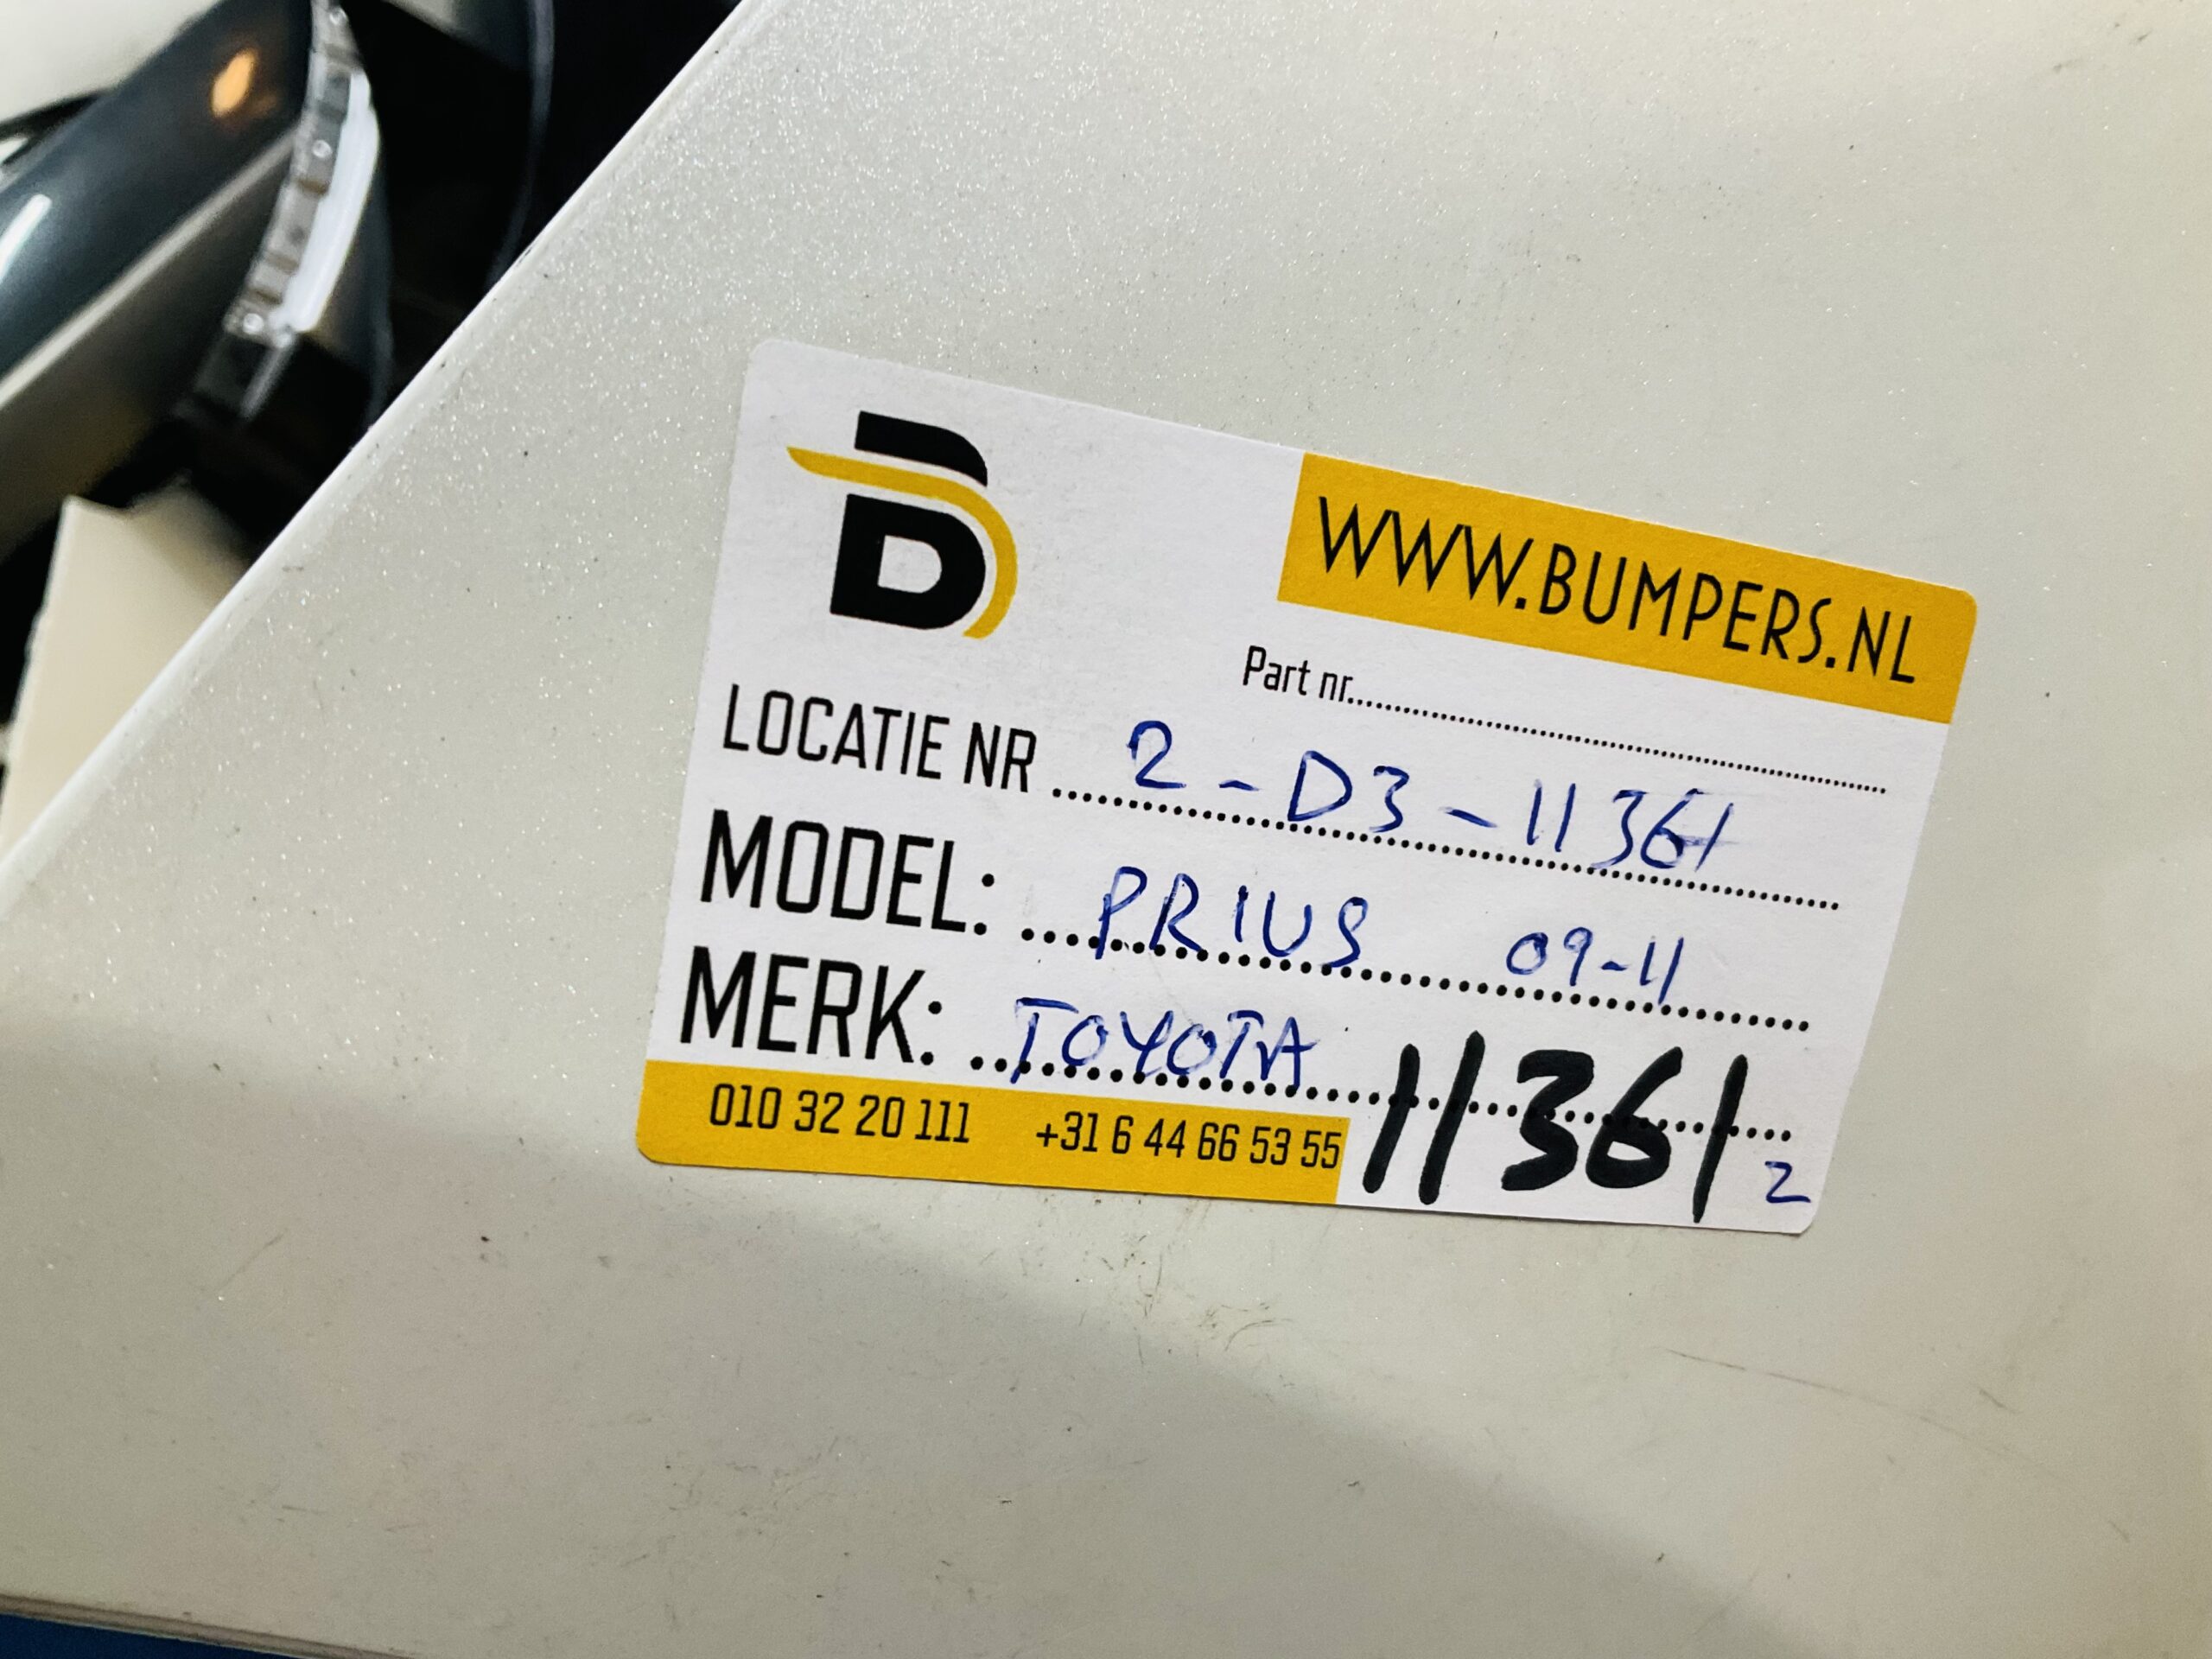 WWW.BUMPERS.NL
Part nr..........
LOCATIE NR .......... 2-D3-11361
MODEL: .......... PRIUS 09-11
MERK: .......... TOYOTA
010 32 20 111 +31 6 44 66 53 55
11361 2